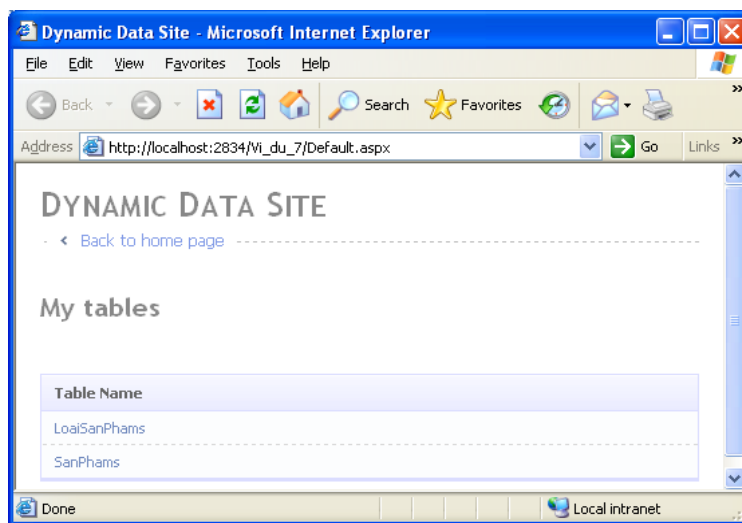 Dynamic Data Site - Microsoft Internet Explorer
File Edit View Favorites Tools Help
Back Search Favorites »
Address http://localhost:2834/Vi_du_7/Default.aspx Go Links »
DYNAMIC DATA SITE
< Back to home page
My tables
Table Name
LoaiSanPhams
SanPhams
Done Local intranet